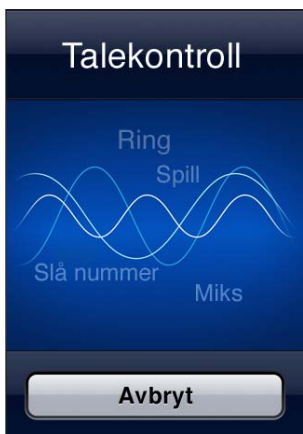 Talekontroll
Ring
Spill
Slå nummer
Miks
Avbryt